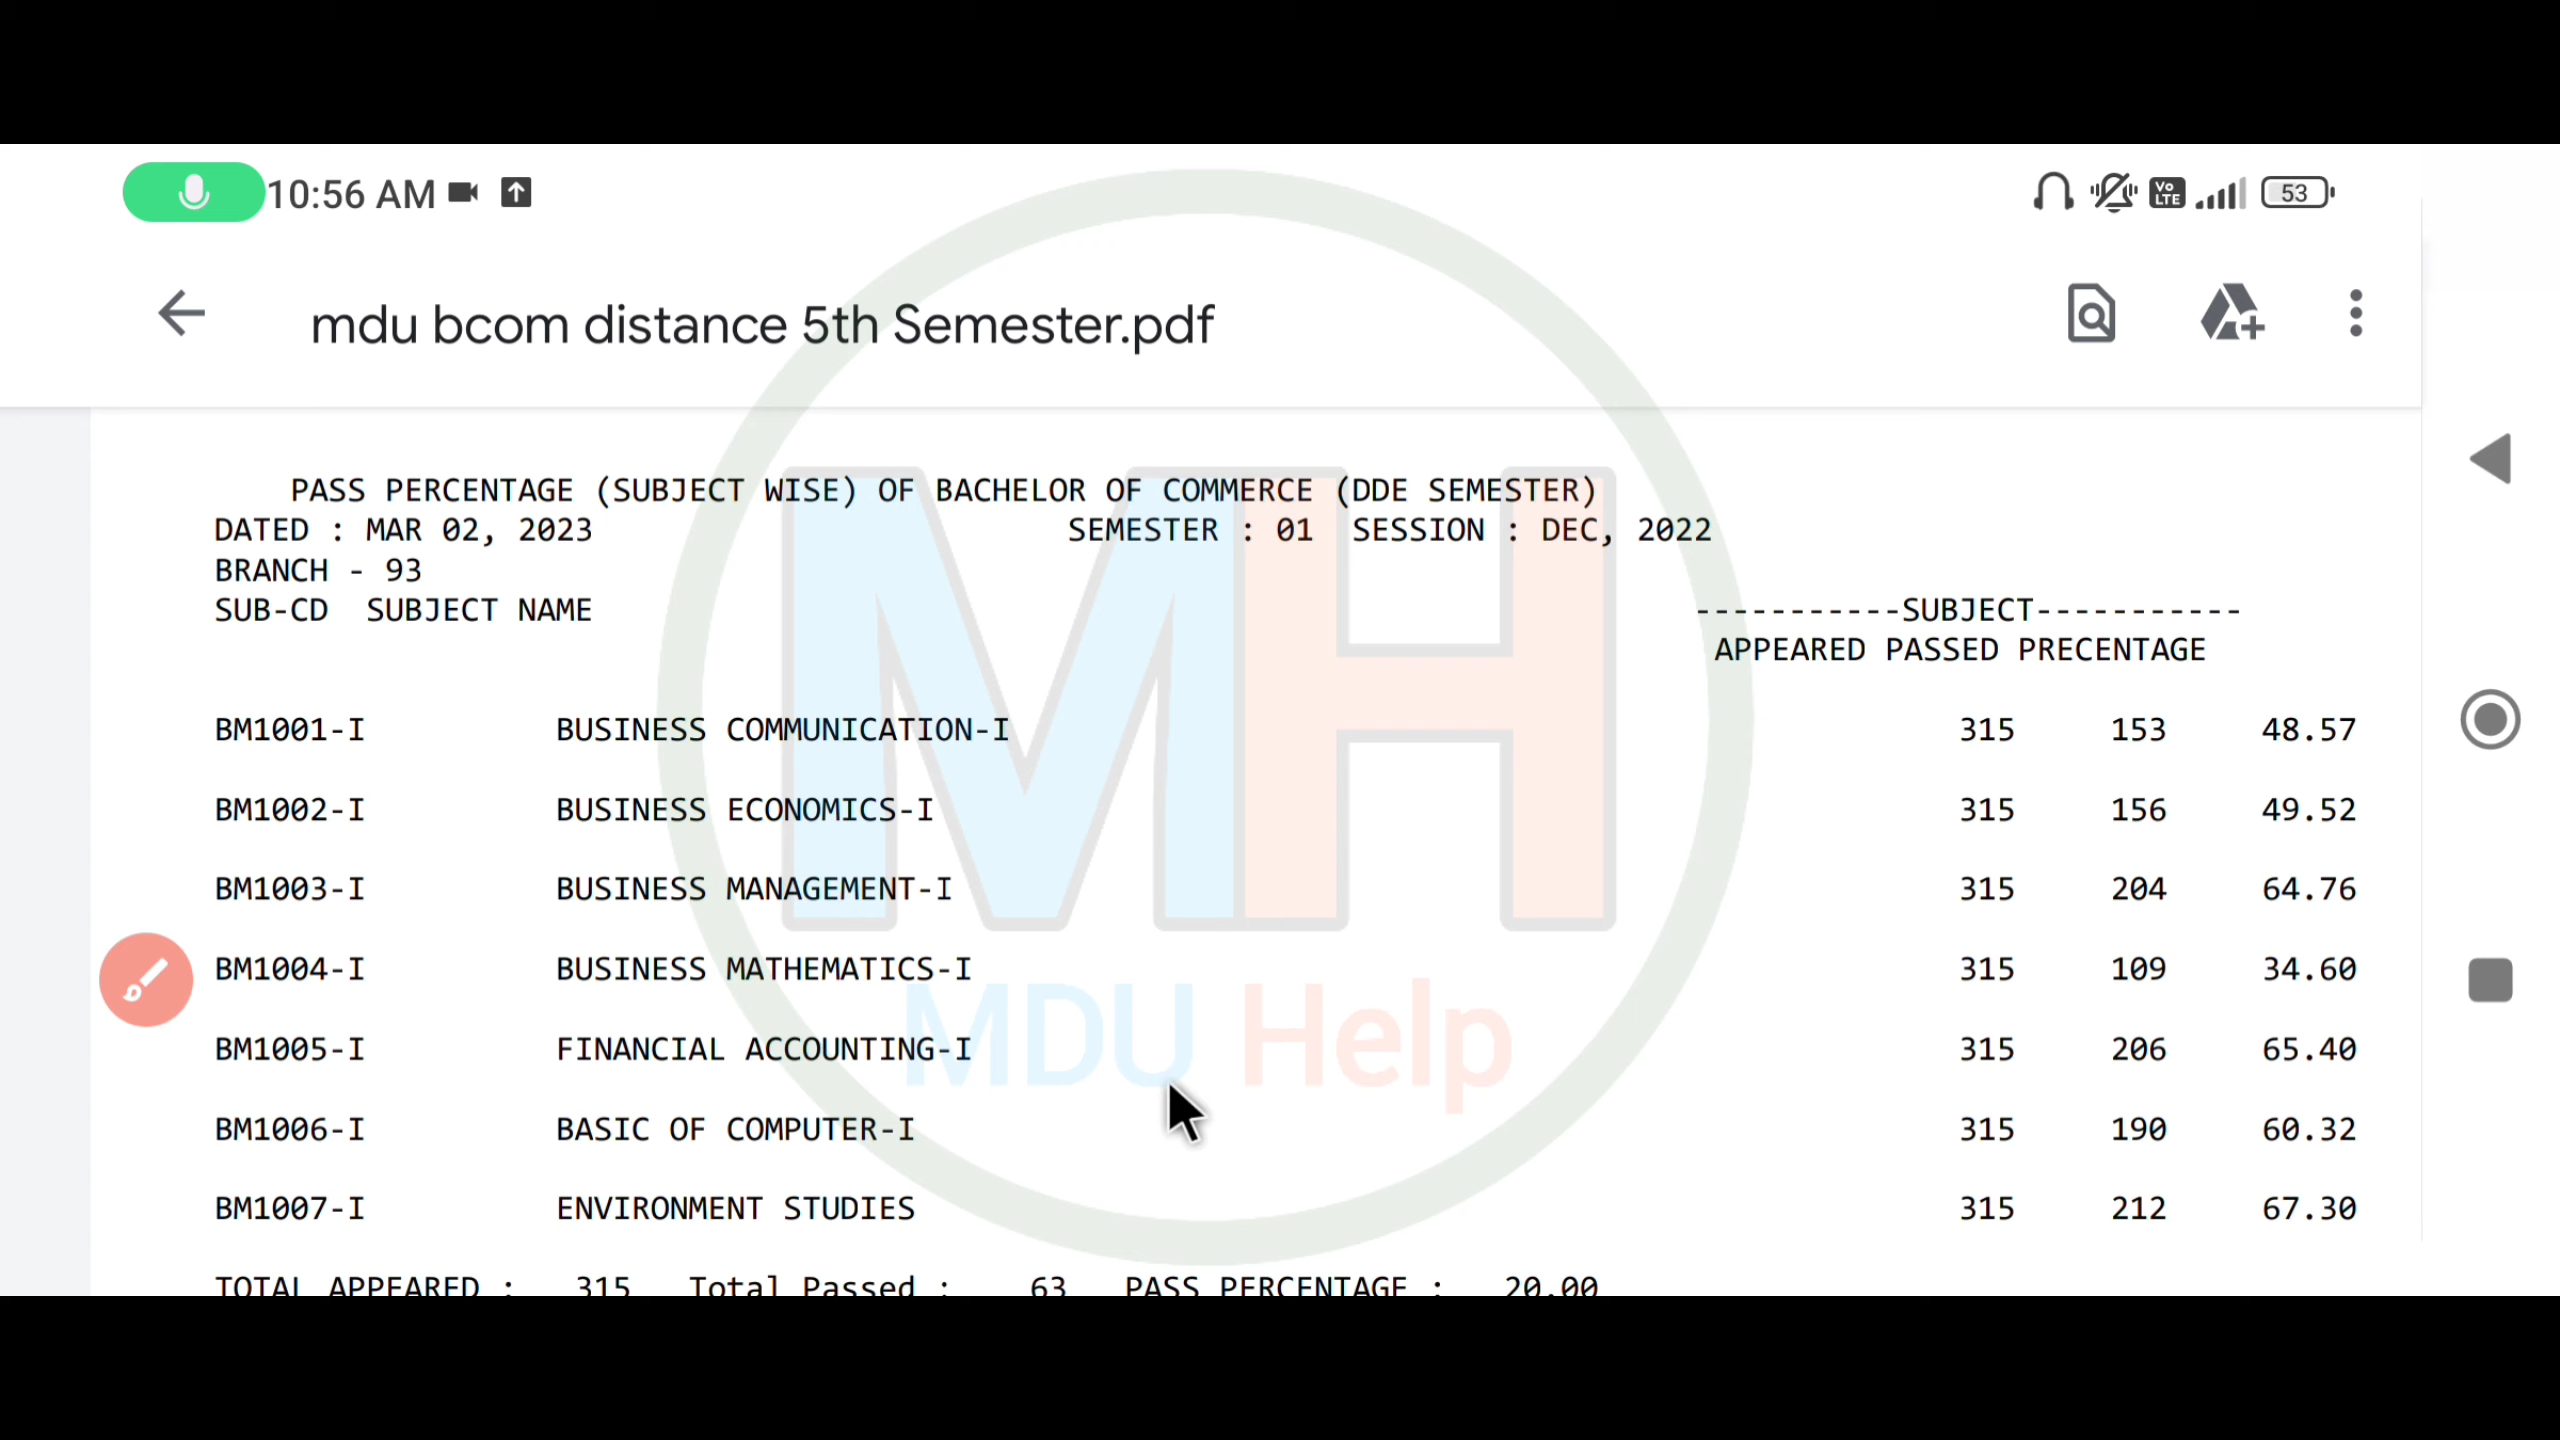 10:56 AM
Vo LTE
53
mdu bcom distance 5th Semester.pdf
PASS PERCENTAGE (SUBJECT WISE) OF BACHELOR OF COMMERCE (DDE SEMESTER)
DATED : MAR 02, 2023 SEMESTER : 01 SESSION : DEC, 2022
BRANCH - 93
SUB-CD SUBJECT NAME -----------SUBJECT-----------
APPEARED PASSED PRECENTAGE
BM1001-I BUSINESS COMMUNICATION-I 315 153 48.57
BM1002-I BUSINESS ECONOMICS-I 315 156 49.52
BM1003-I BUSINESS MANAGEMENT-I 315 204 64.76
BM1004-I BUSINESS MATHEMATICS-I 315 109 34.60
BM1005-I FINANCIAL ACCOUNTING-I 315 206 65.40
BM1006-I BASIC OF COMPUTER-I 315 190 60.32
BM1007-I ENVIRONMENT STUDIES 315 212 67.30
TOTAL APPEARED : 315 Total Passed : 63 PASS PERCENTAGE : 20.00
MH
MDU Help